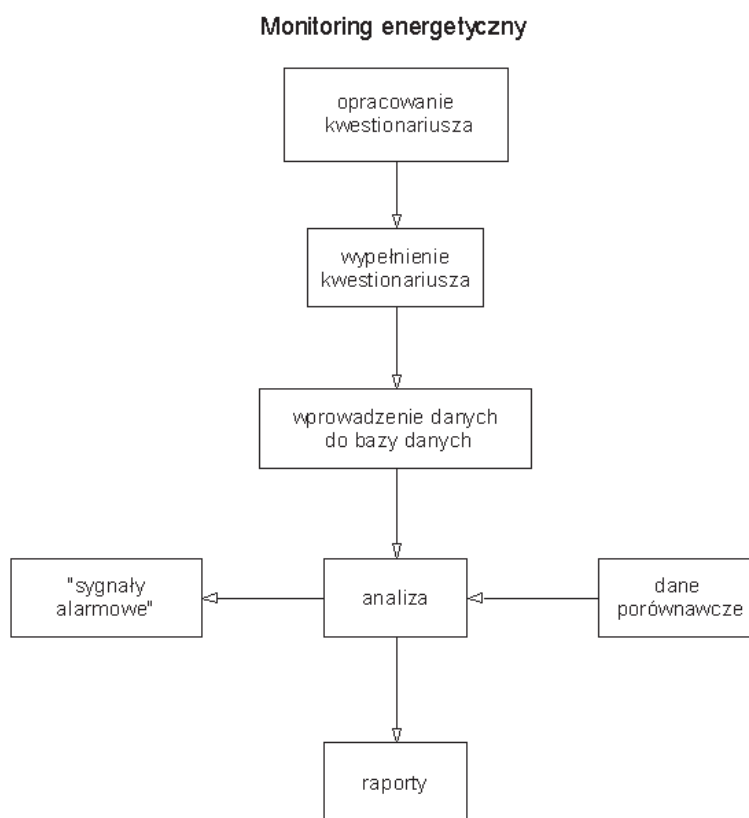 Monitoring energetyczny
opracowanie
kwestionariusza
wypełnienie
kwestionariusza
wprowadzenie danych
do bazy danych
"sygnały
alarmowe"
analiza
dane
porównawcze
raporty